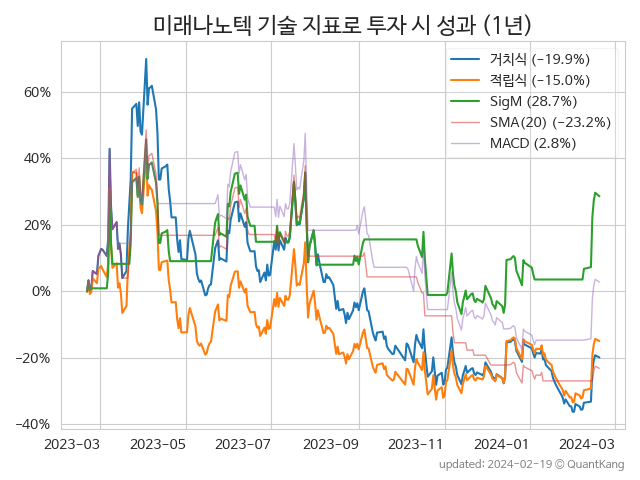 미래나노텍 기술 지표로 투자 시 성과 (1년)
거치식 (−19.9%)
적립식 (−15.0%)
SigM (28.7%)
SMA(20) (−23.2%)
MACD (2.8%)
60%
40%
20%
0%
−20%
−40%
2023-03 2023-05 2023-07 2023-09 2023-11 2024-01 2024-03
updated: 2024-02-19 © QuantKang